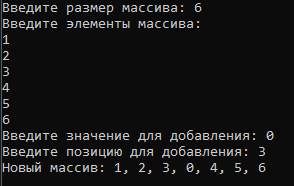 Введите размер массива: 6
Введите элементы массива:
1
2
3
4
5
6
Введите значение для добавления: 0
Введите позицию для добавления: 3
Новый массив: 1, 2, 3, 0, 4, 5, 6